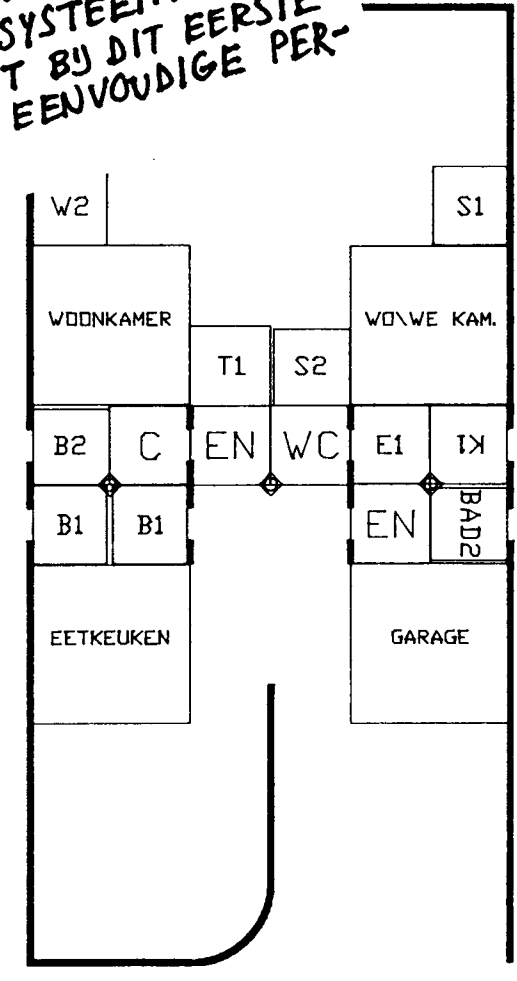 SYSTEEM
T BIJ DIT EERSTE
EENVOUDIGE PER-
W2
S1
WOONKAMER
WO\WE KAM.
T1
S2
B2
C
EN
WC
E1
K1
B1
B1
EN
BAD2
EETKEUKEN
GARAGE